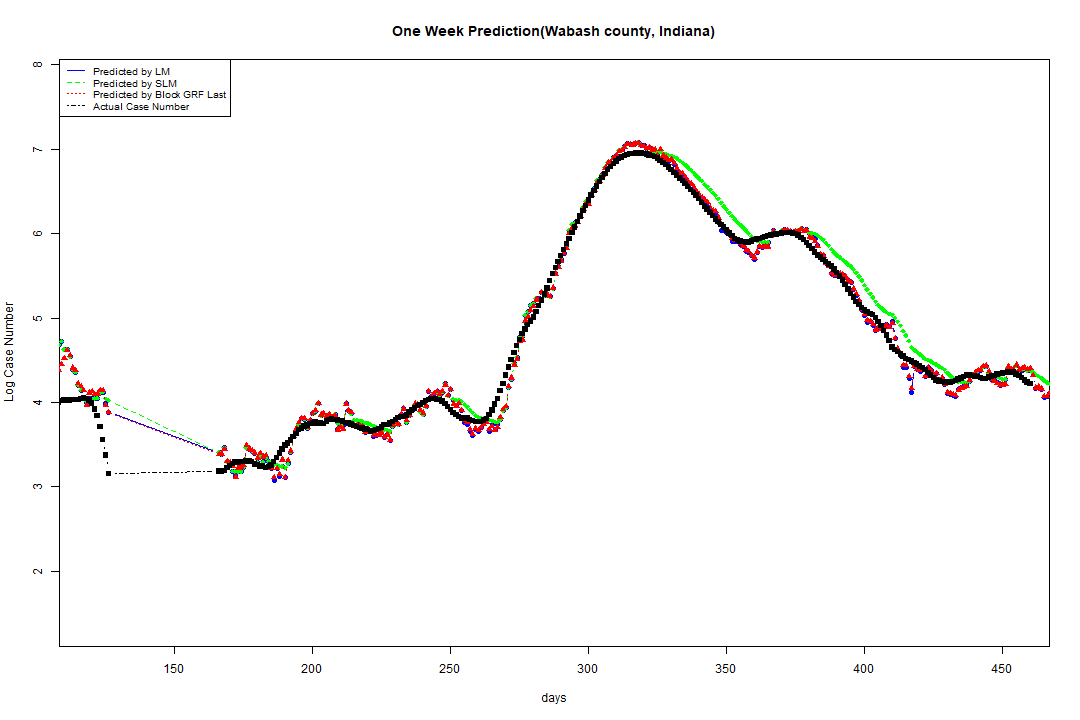 One Week Prediction(Wabash county, Indiana)
Predicted by LM
Predicted by SLM
Predicted by Block GRF Last
Actual Case Number
8
7
6
5
4
3
2
Log Case Number
150 200 250 300 350 400 450
days